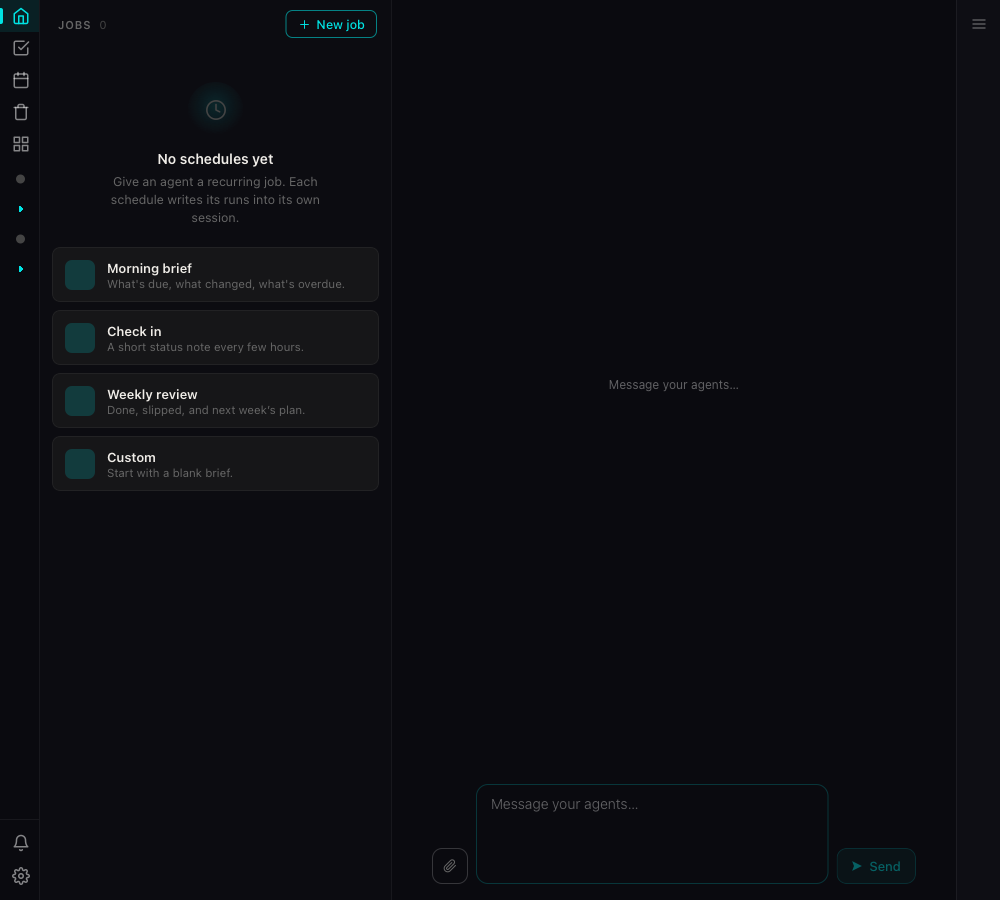 JOBS 0
New job
No schedules yet
Give an agent a recurring job. Each
schedule writes its runs into its own
session.
Morning brief
What's due, what changed, what's overdue.
Check in
A short status note every few hours.
Weekly review
Done, slipped, and next week's plan.
Custom
Start with a blank brief.
Message your agents...
Message your agents...
Send